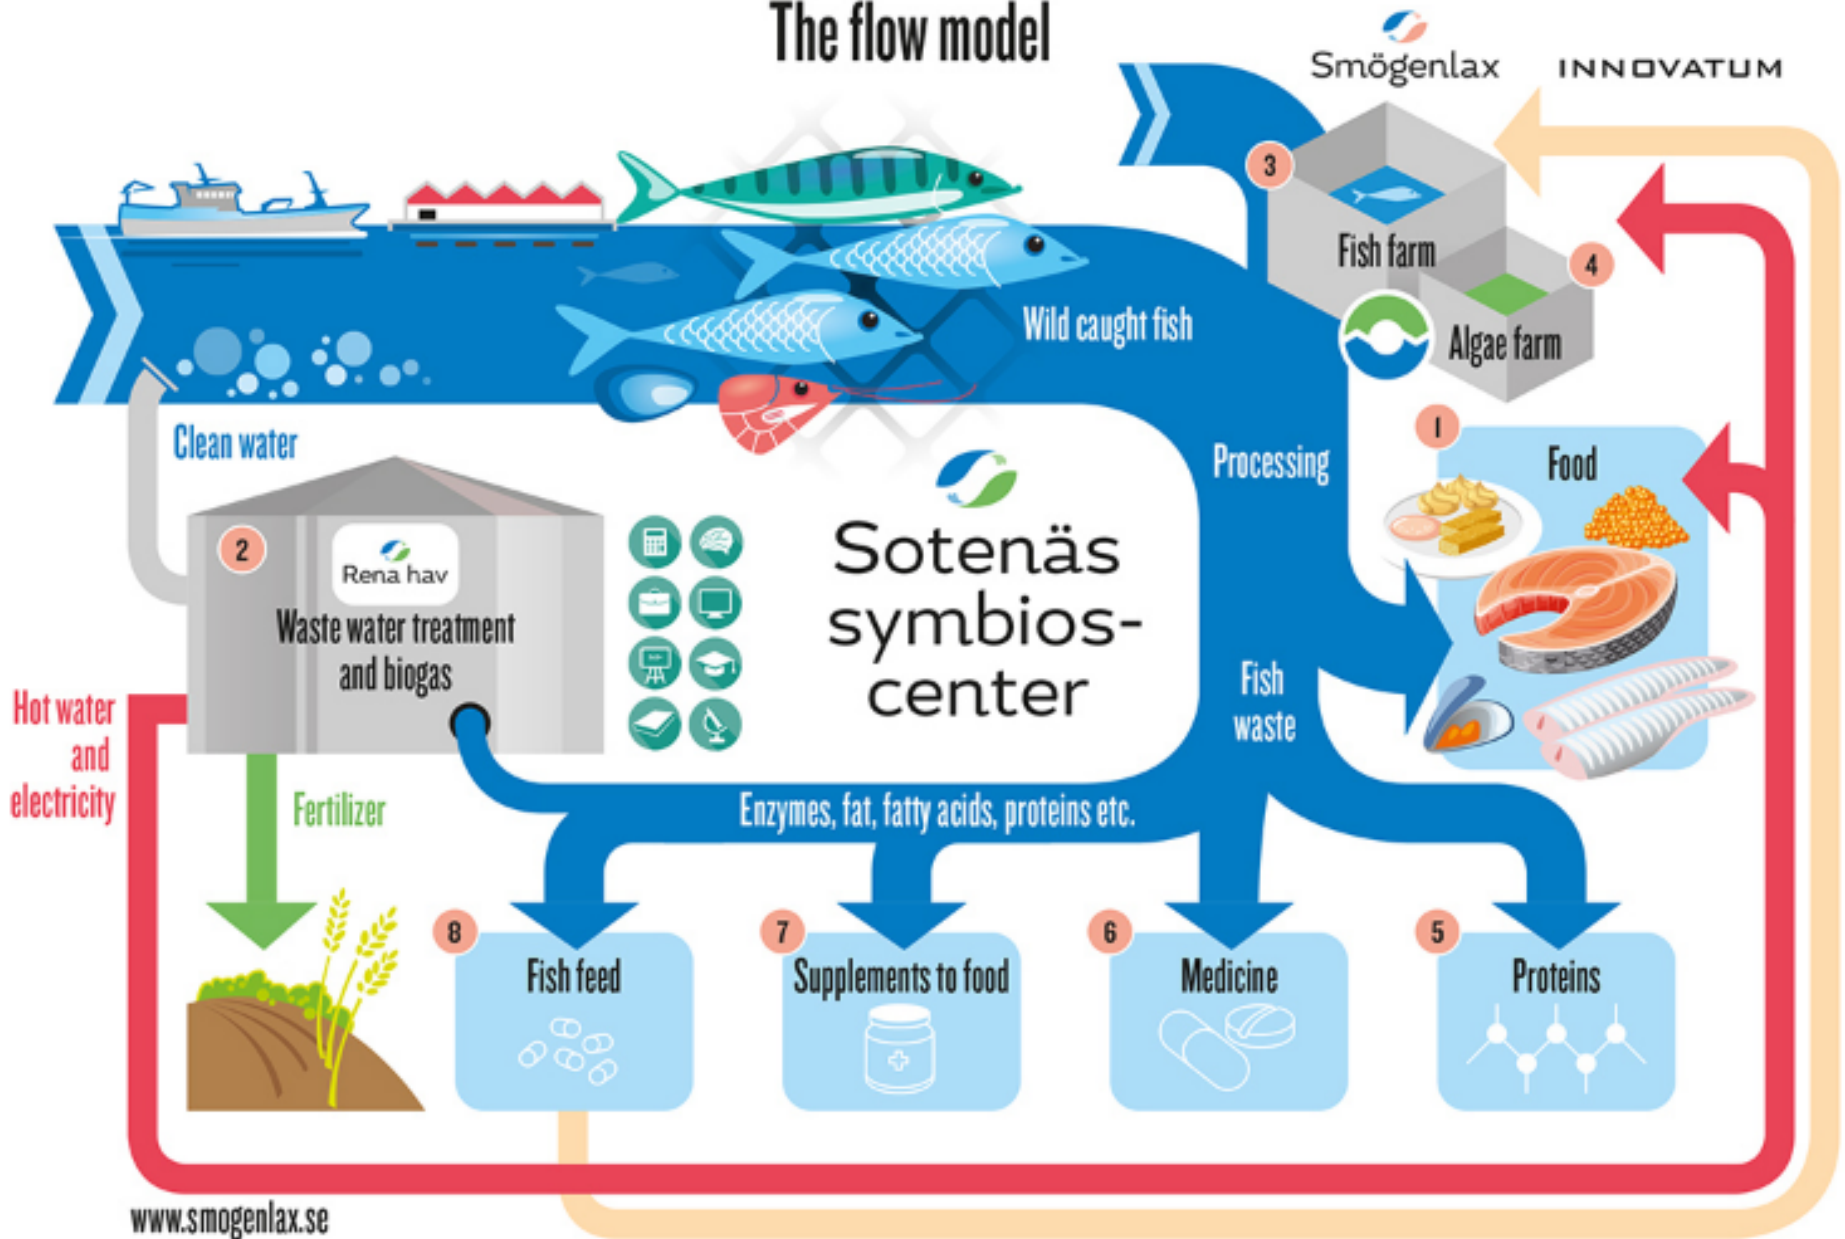 The flow model
Smögenlax
INNOVATUM
3
Fish farm
4
Algae farm
Wild caught fish
Clean water
Processing
1
Food
2
Rena hav
Waste water treatment
and biogas
Sotenäs
symbios-
center
Fish
waste
Hot water
and
electricity
Fertilizer
Enzymes, fat, fatty acids, proteins etc.
8
Fish feed
7
Supplements to food
6
Medicine
5
Proteins
www.smogenlax.se